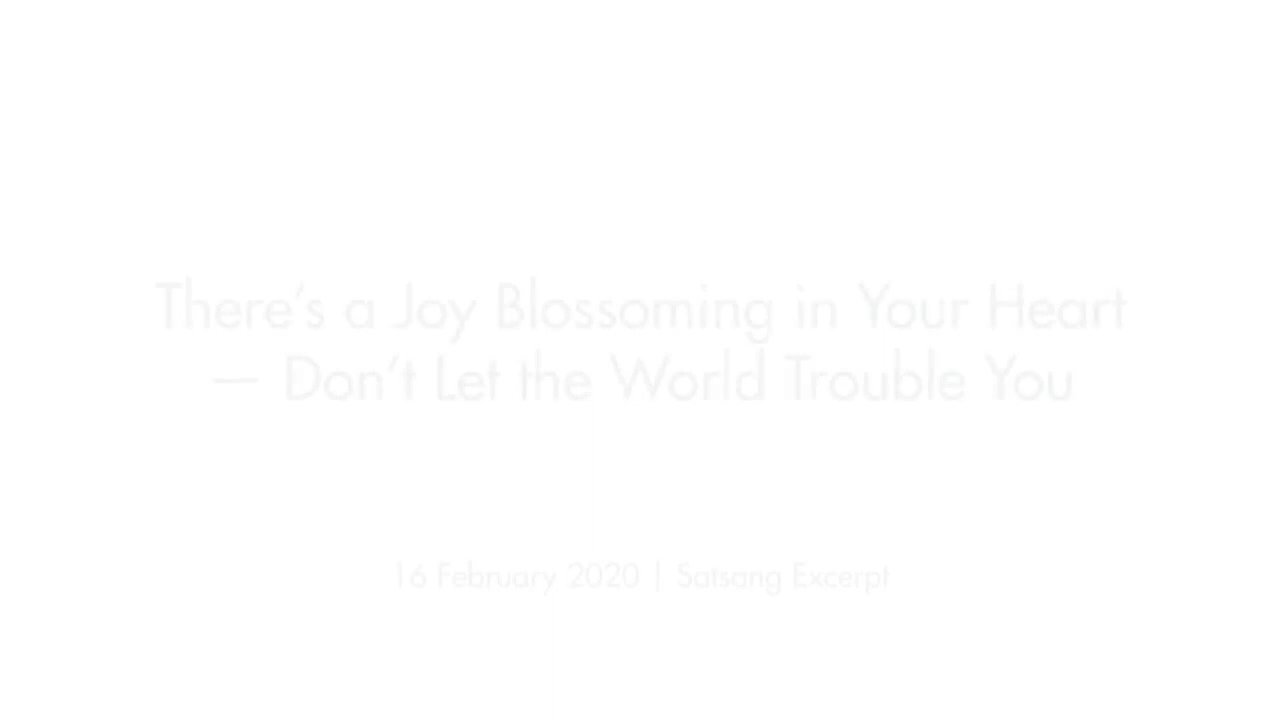 There's a Joy Blossoming in Your Heart
— Don't Let the World Trouble You
16 February 2020 | Satsang Excerpt